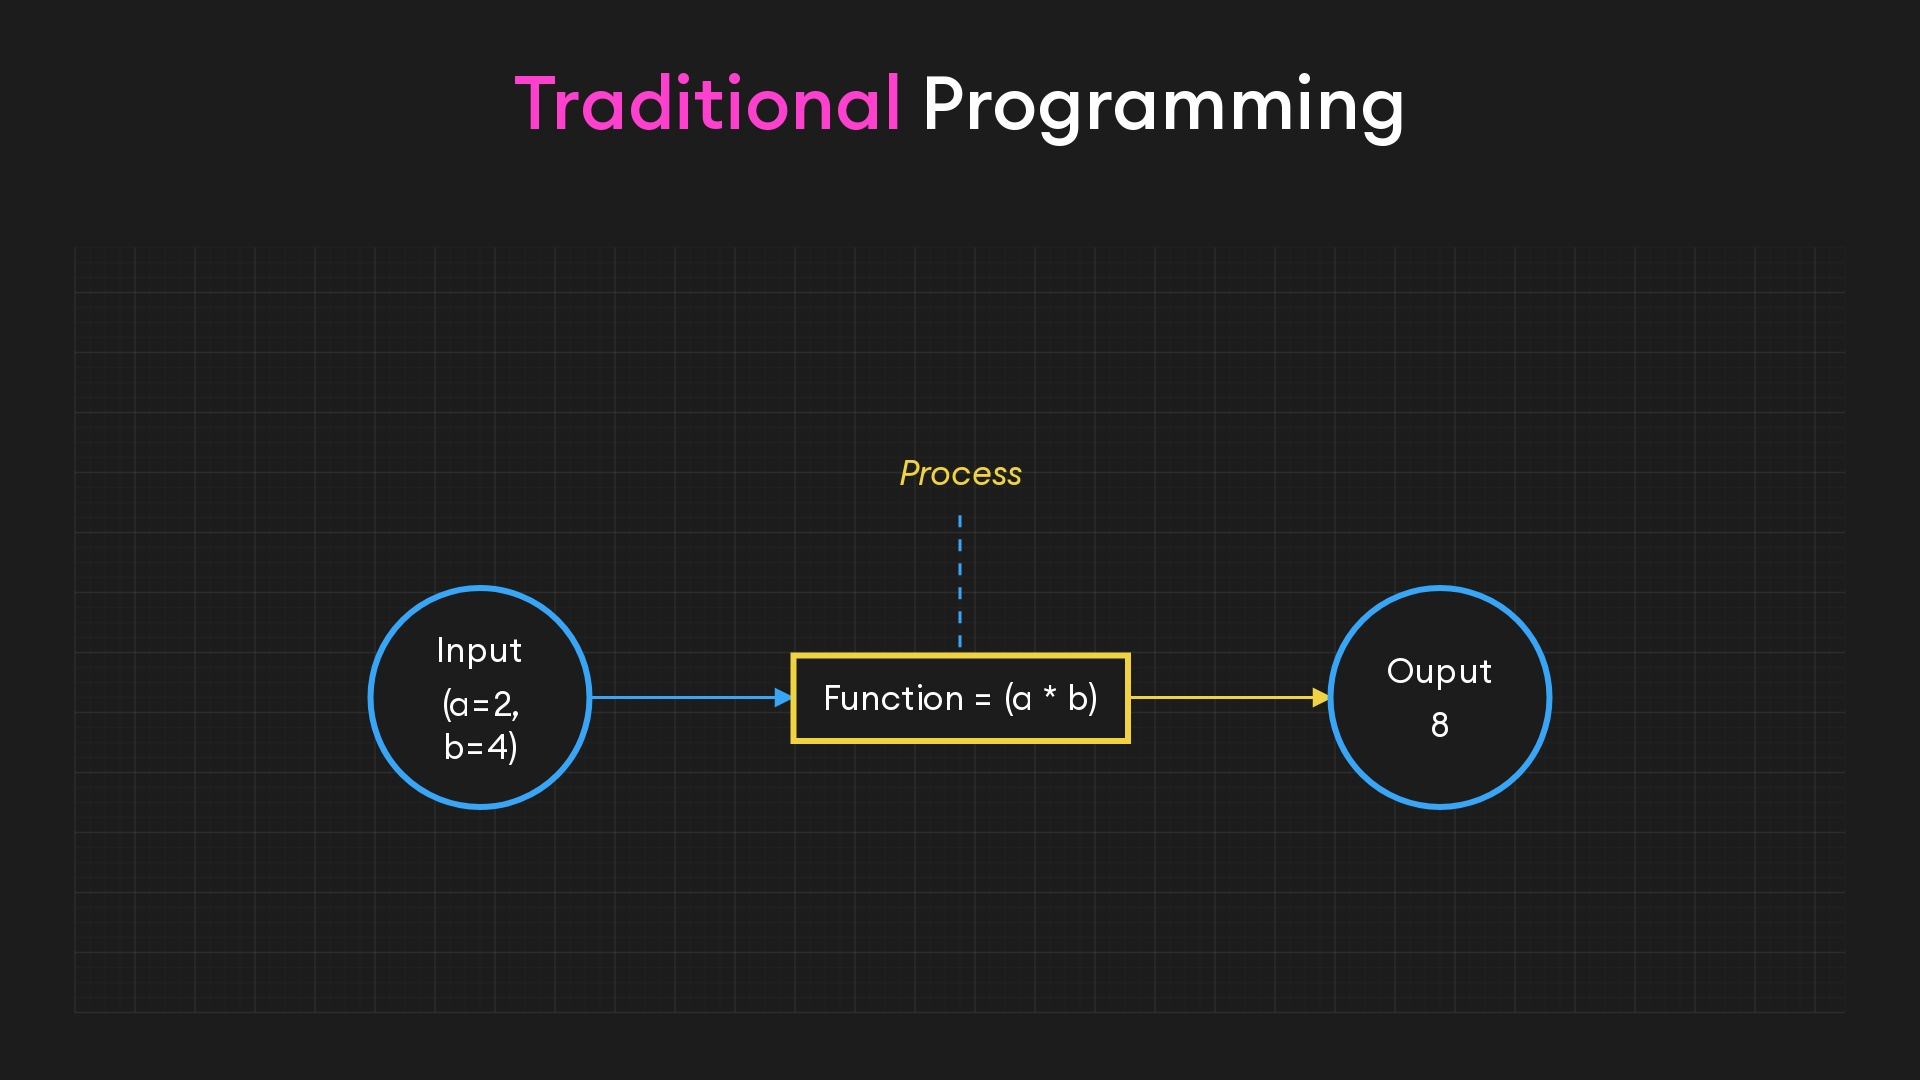 Traditional Programming
Process
Input
(a=2,
b=4)
Function = (a * b)
Ouput
8